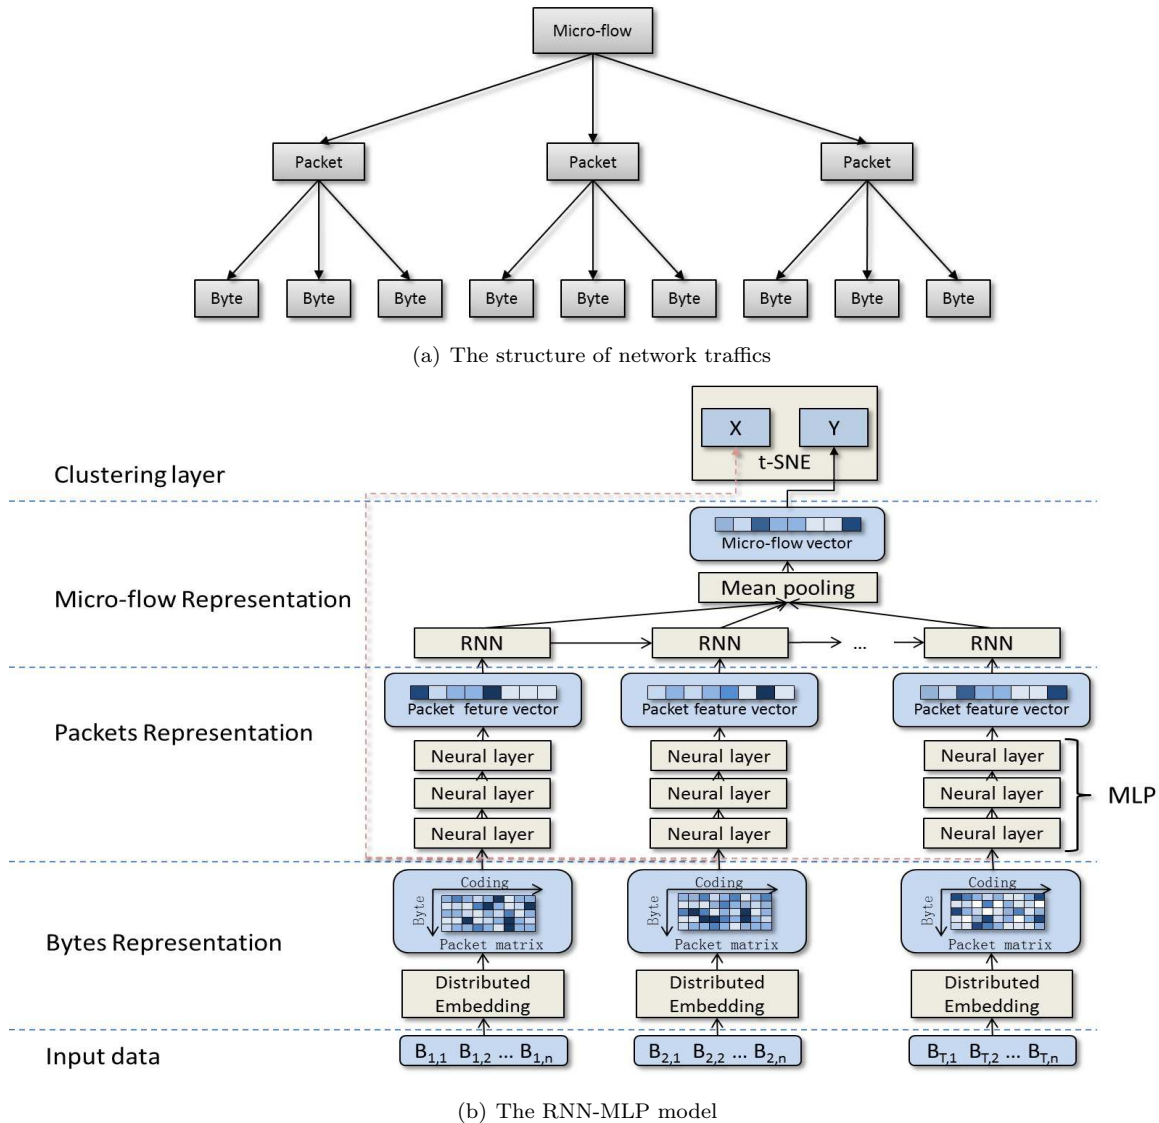 Micro-flow
Packet Packet Packet
Byte Byte Byte Byte Byte Byte Byte Byte Byte
(a) The structure of network traffics
X Y
t-SNE
Clustering layer
Micro-flow vector
Mean pooling
Micro-flow Representation
RNN RNN ... RNN
Packet feture vector Packet feature vector Packet feature vector
Packets Representation
Neural layer Neural layer Neural layer
Neural layer Neural layer Neural layer
MLP
Neural layer Neural layer Neural layer
Coding Coding Coding
Byte Byte Byte
Packet matrix Packet matrix Packet matrix
Bytes Representation
Distributed Distributed Distributed
Embedding Embedding Embedding
Input data
B1,1 B1,2 ... B1,n B2,1 B2,2 ... B2,n BT,1 BT,2 ... BT,n
(b) The RNN-MLP model